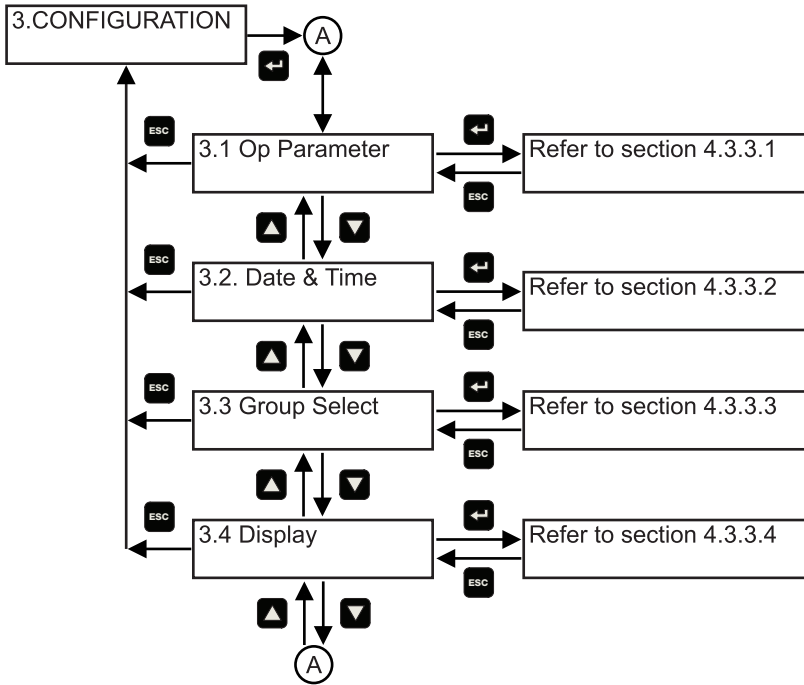 3.CONFIGURATION
A
ESC
3.1 Op Parameter
Refer to section 4.3.3.1
ESC
ESC
3.2. Date & Time
Refer to section 4.3.3.2
ESC
ESC
3.3 Group Select
Refer to section 4.3.3.3
ESC
ESC
3.4 Display
Refer to section 4.3.3.4
ESC
A